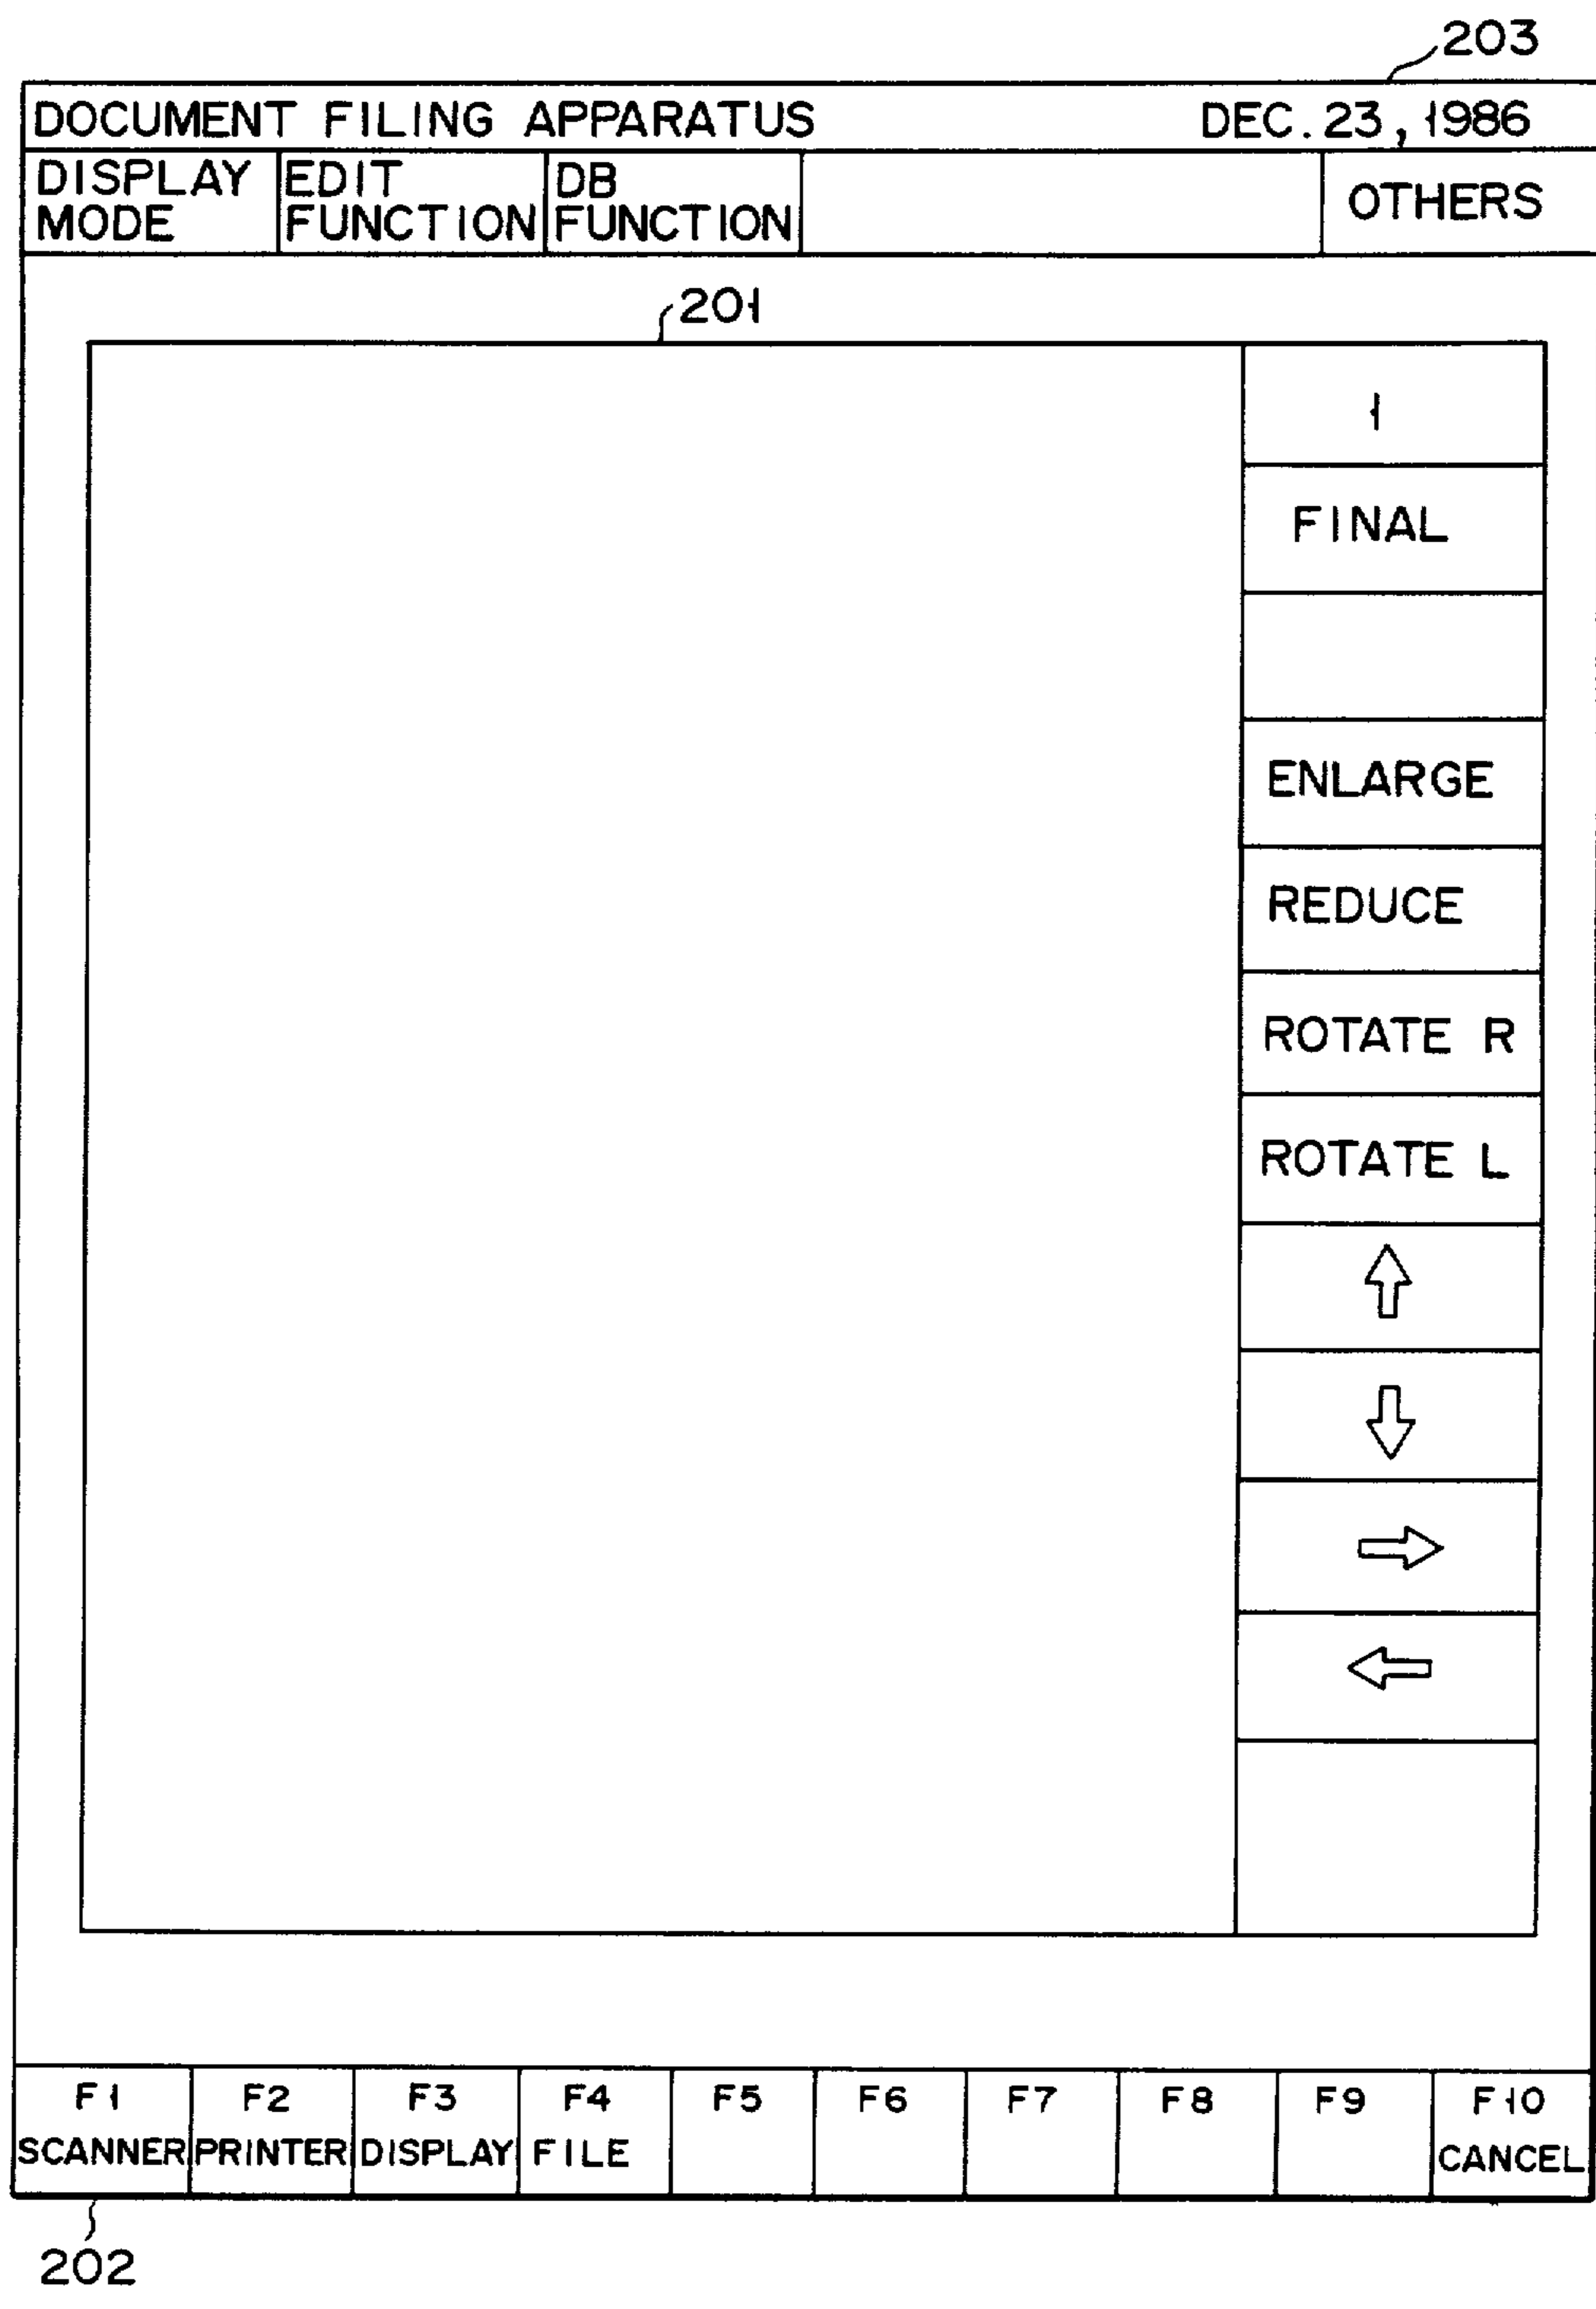 203
DOCUMENT FILING APPARATUS DEC. 23, 1986
DISPLAY MODE
EDIT FUNCTION
DB FUNCTION
OTHERS
201
1
FINAL
ENLARGE
REDUCE
ROTATE R
ROTATE L
F1 F2 F3 F4 F5 F6 F7 F8 F9 F10
SCANNER PRINTER DISPLAY FILE CANCEL
202